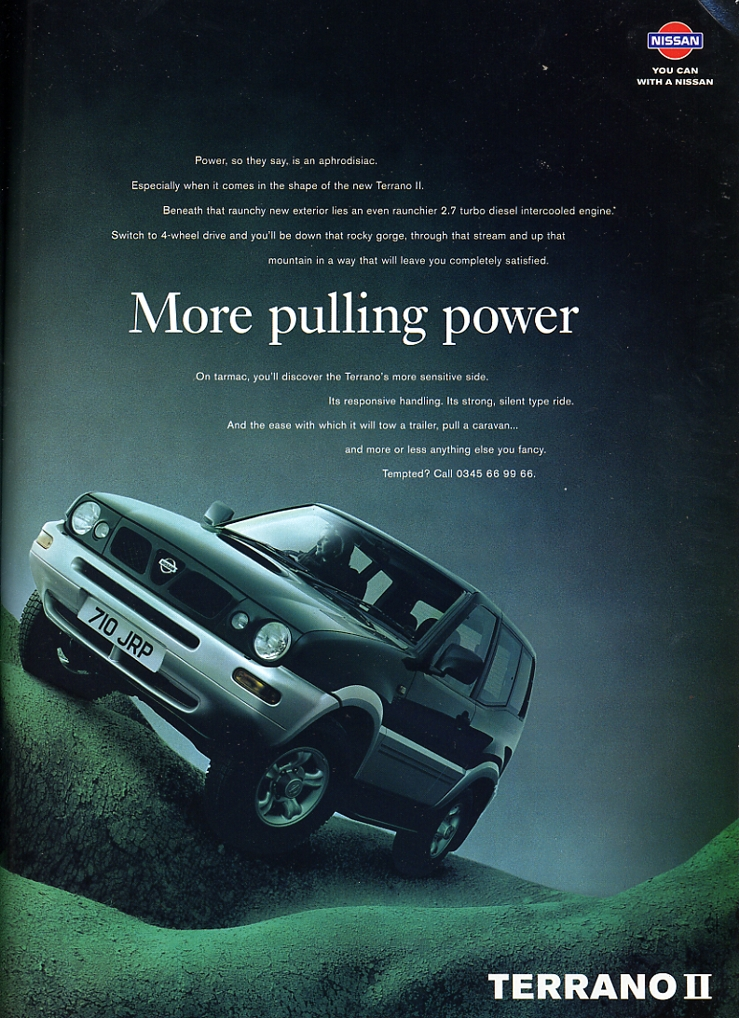 NISSAN
YOU CAN
WITH A NISSAN
Power, so they say, is an aphrodisiac.
Especially when it comes in the shape of the new Terrano II.
Beneath that raunchy new exterior lies an even raunchier 2.7 turbo diesel intercooled engine.*
Switch to 4-wheel drive and you'll be down that rocky gorge, through that stream and up that
mountain in a way that will leave you completely satisfied.
More pulling power
On tarmac, you'll discover the Terrano's more sensitive side.
Its responsive handling. Its strong, silent type ride.
And the ease with which it will tow a trailer, pull a caravan...
and more or less anything else you fancy.
Tempted? Call 0345 66 99 66.
710 JRP
TERRANO II